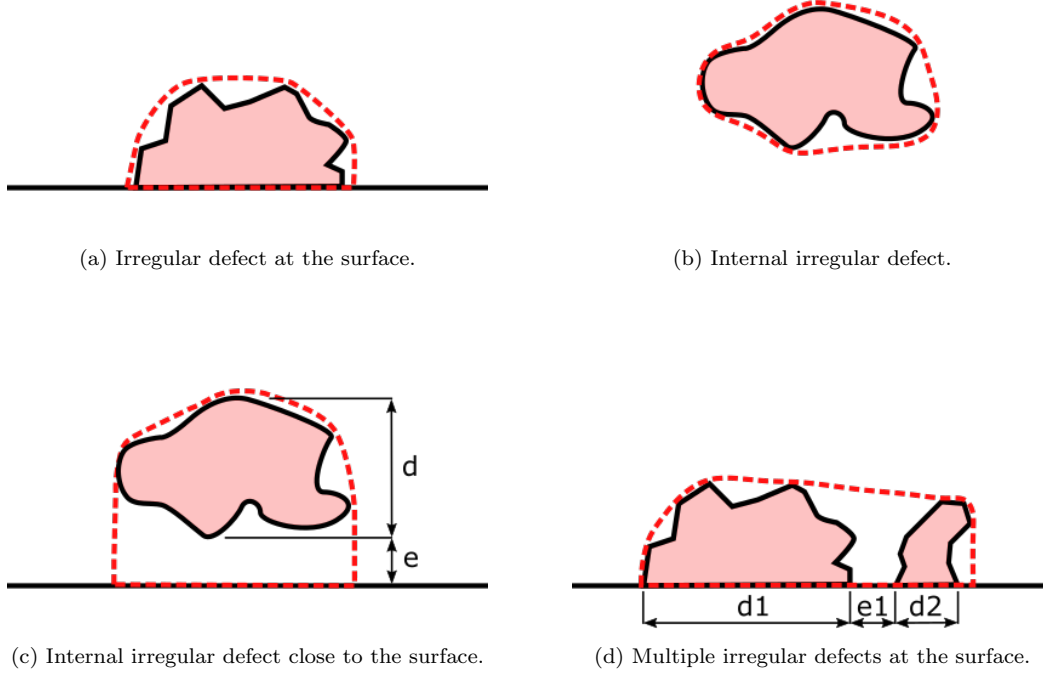 (a) Irregular defect at the surface.
(b) Internal irregular defect.
d
e
(c) Internal irregular defect close to the surface.
d1 e1 d2
(d) Multiple irregular defects at the surface.